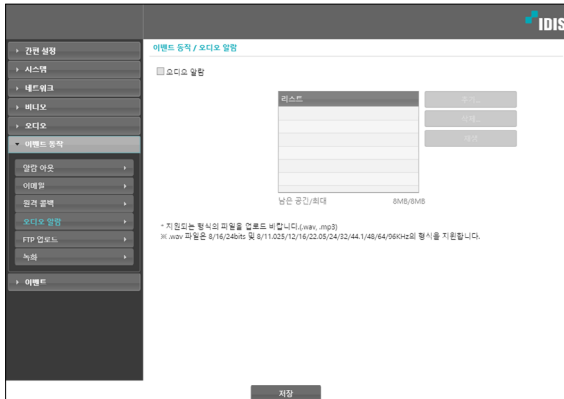 IDIS
이벤트 동작 / 오디오 알람
간편 설정
시스템
네트워크
비디오
오디오
이벤트 동작
알람 아웃
이메일
원격 콜백
오디오 알람
FTP 업로드
녹화
이벤트
오디오 알람
리스트
남은 공간/최대 8MB/8MB
* 지원되는 형식의 파일을 업로드 바랍니다.(.wav, .mp3)
※ .wav 파일은 8/16/24bits 및 8/11.025/12/16/22.05/24/32/44.1/48/64/96KHz의 형식을 지원합니다.
저장